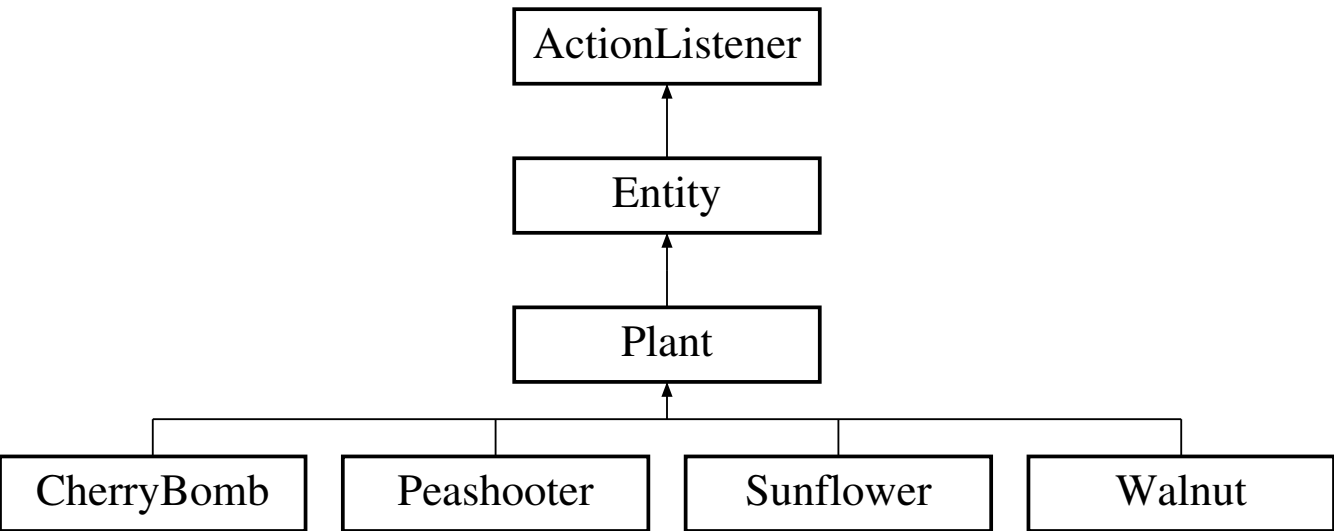 ActionListener
Entity
Plant
CherryBomb Peashooter Sunflower Walnut